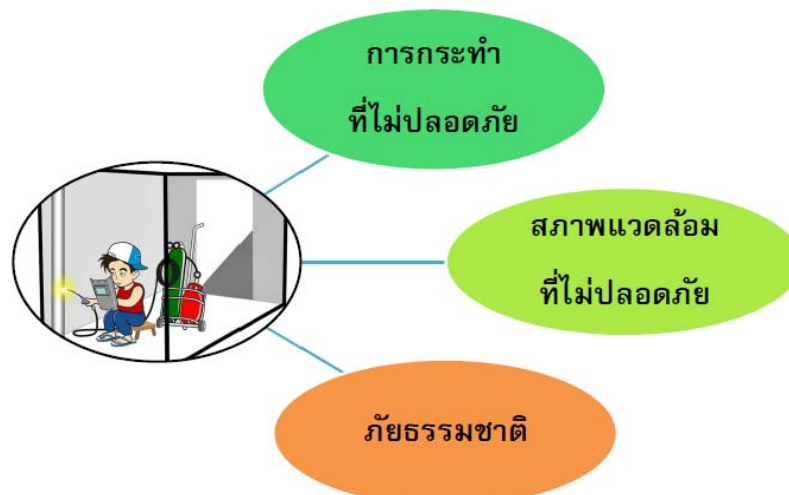 การกระทำ
ที่ไม่ปลอดภัย
สภาพแวดล้อม
ที่ไม่ปลอดภัย
ภัยธรรมชาติ